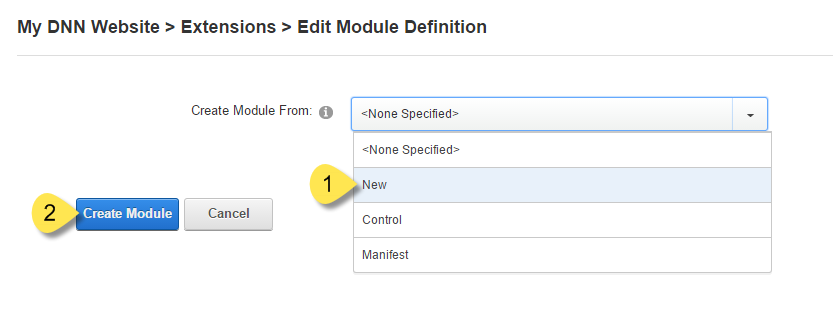 My DNN Website > Extensions > Edit Module Definition
Create Module From: i <None Specified>
<None Specified>
1 New
2 Create Module Cancel
Control
Manifest